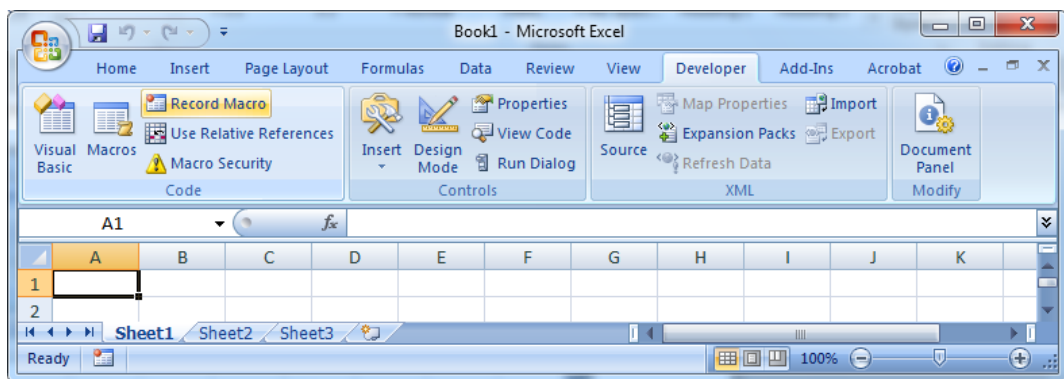 Book1 - Microsoft Excel
Home Insert Page Layout Formulas Data Review View Developer Add-Ins Acrobat
Record Macro Properties Map Properties Import
Use Relative References View Code Expansion Packs Export
Visual Basic Macros Macro Security Insert Design Mode Run Dialog Source Refresh Data Document Panel
Code Controls XML Modify
A1 fx
A B C D E F G H I J K
1
2
Sheet1 Sheet2 Sheet3
Ready 100%